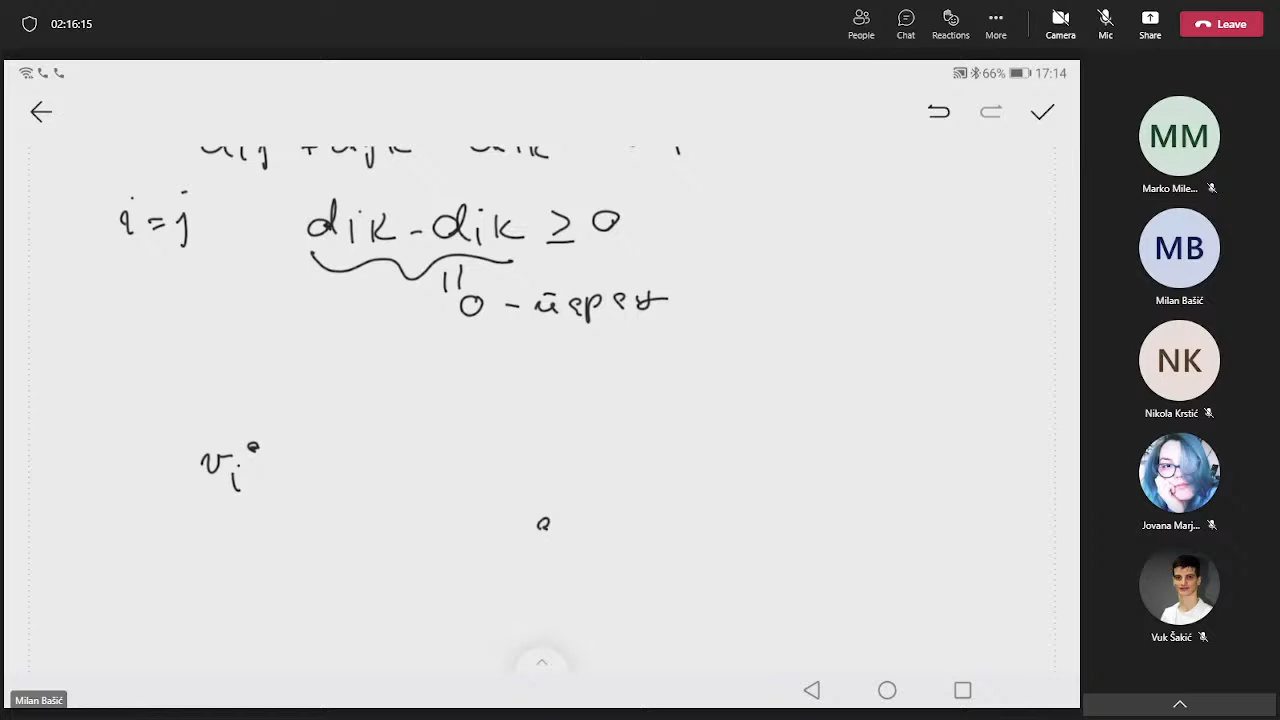 02:16:15
People
Chat
Reactions
More
Camera
Mic
Share
Leave
66% 17:14
i = j dik - dik ≥ 0
0 - паран
vi
Milan Bašić
MM
Marko Mile...
MB
Milan Bašić
NK
Nikola Krstić
Jovana Marj...
Vuk Šakić